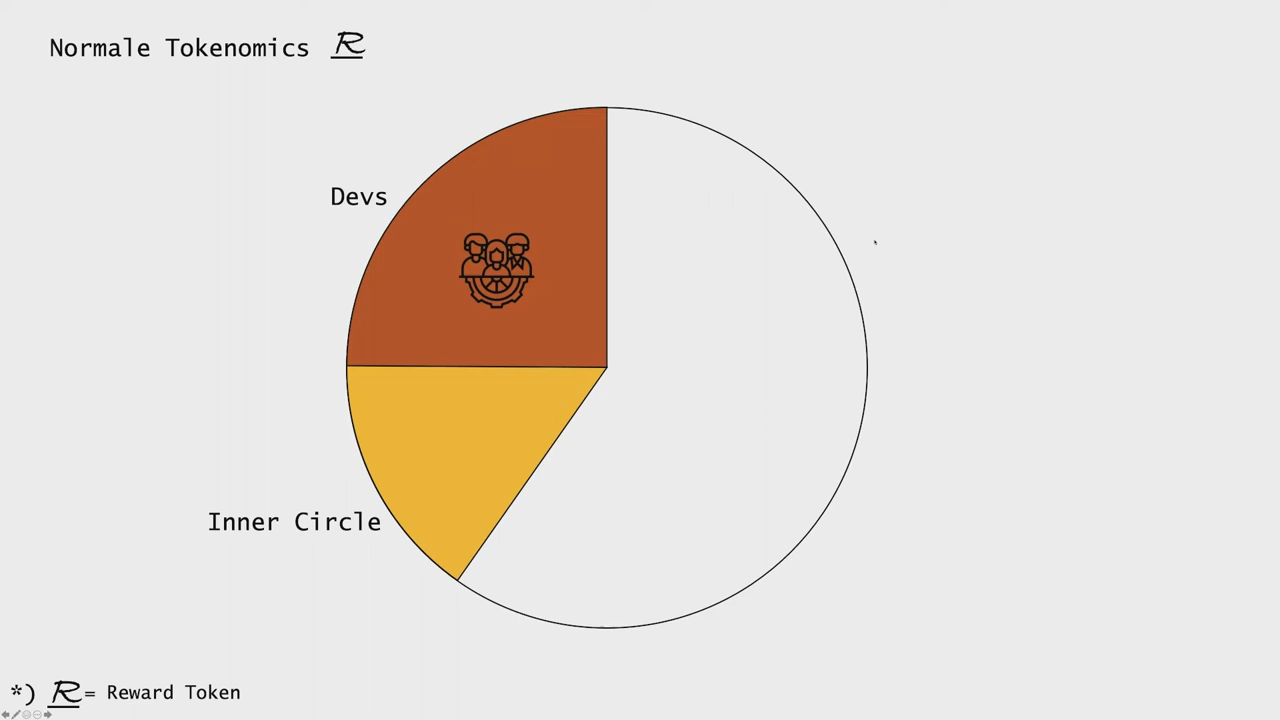 Normale Tokenomics R
Devs
Inner Circle
*) R = Reward Token